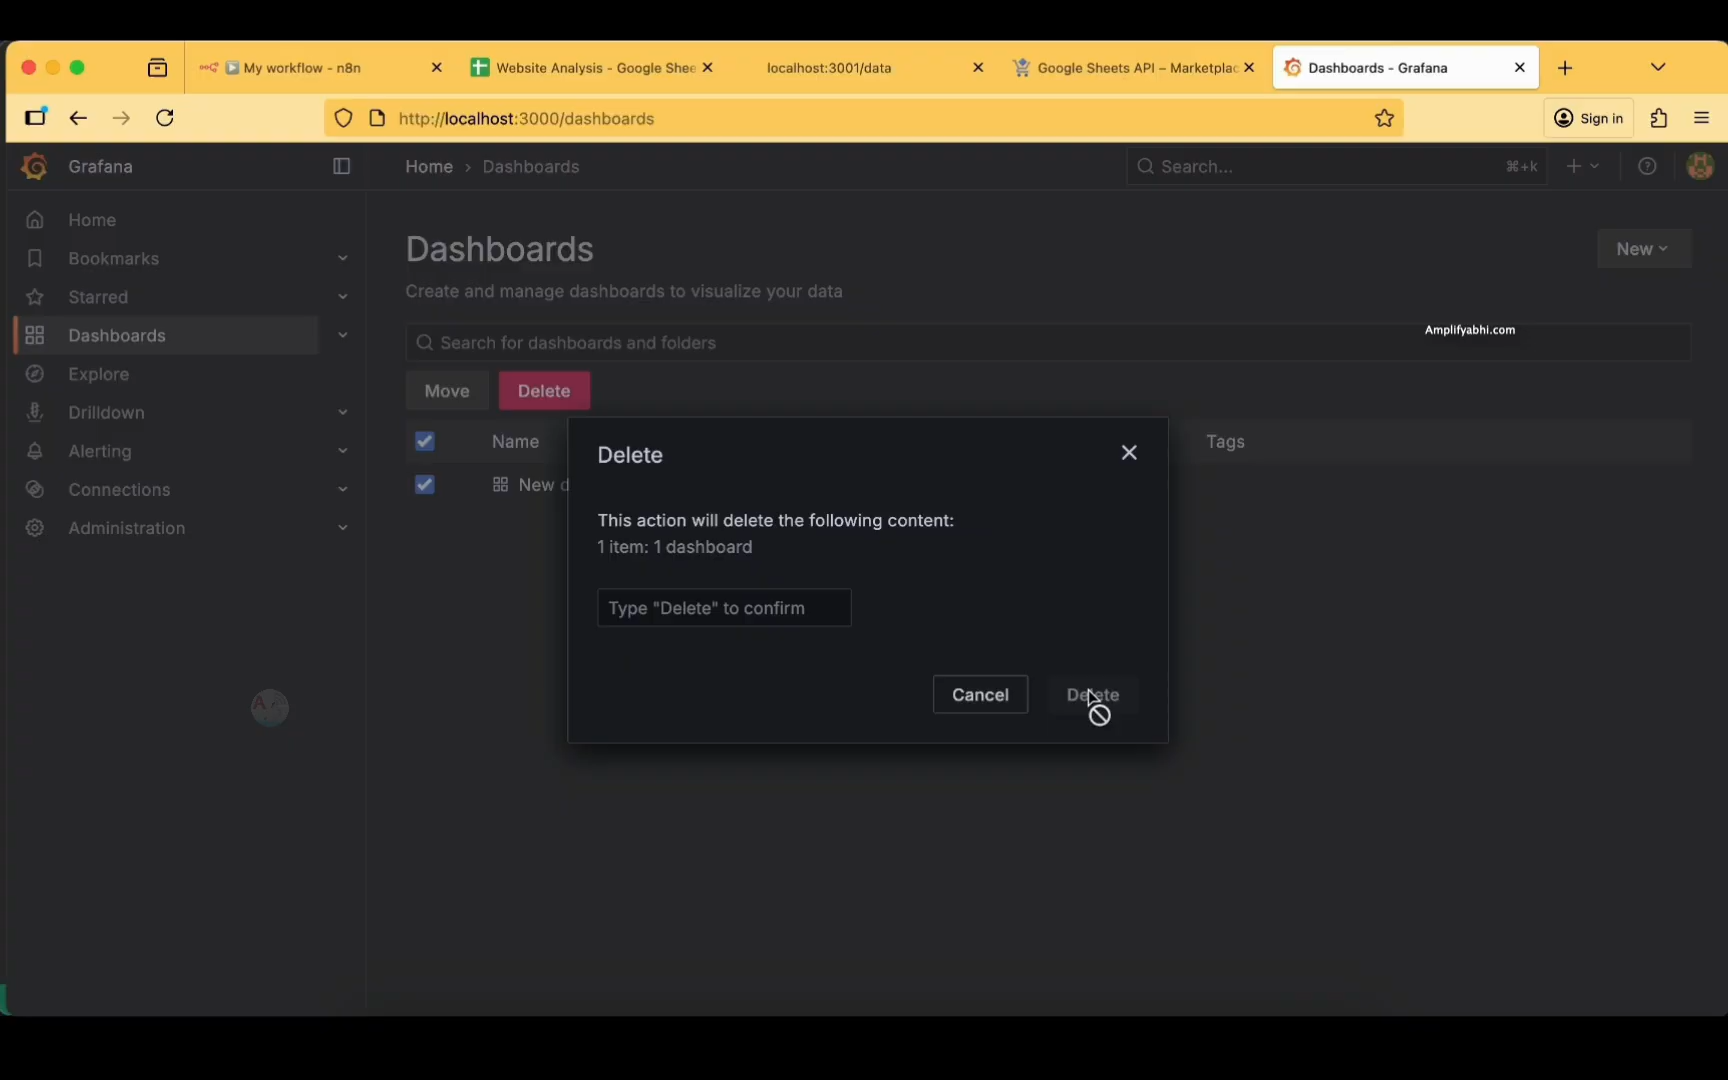 My workflow - n8n
Website Analysis - Google Shee
localhost:3001/data
Google Sheets API – Marketplac
Dashboards - Grafana
http://localhost:3000/dashboards
Sign in
Grafana
Home › Dashboards
Search...
⌘+k
Home
Bookmarks
Starred
Dashboards
Explore
Drilldown
Alerting
Connections
Administration
Dashboards
New
Create and manage dashboards to visualize your data
Amplifyabhi.com
Search for dashboards and folders
Move
Delete
Name
Tags
New d
Delete
This action will delete the following content:
1 item: 1 dashboard
Type "Delete" to confirm
Cancel
Delete